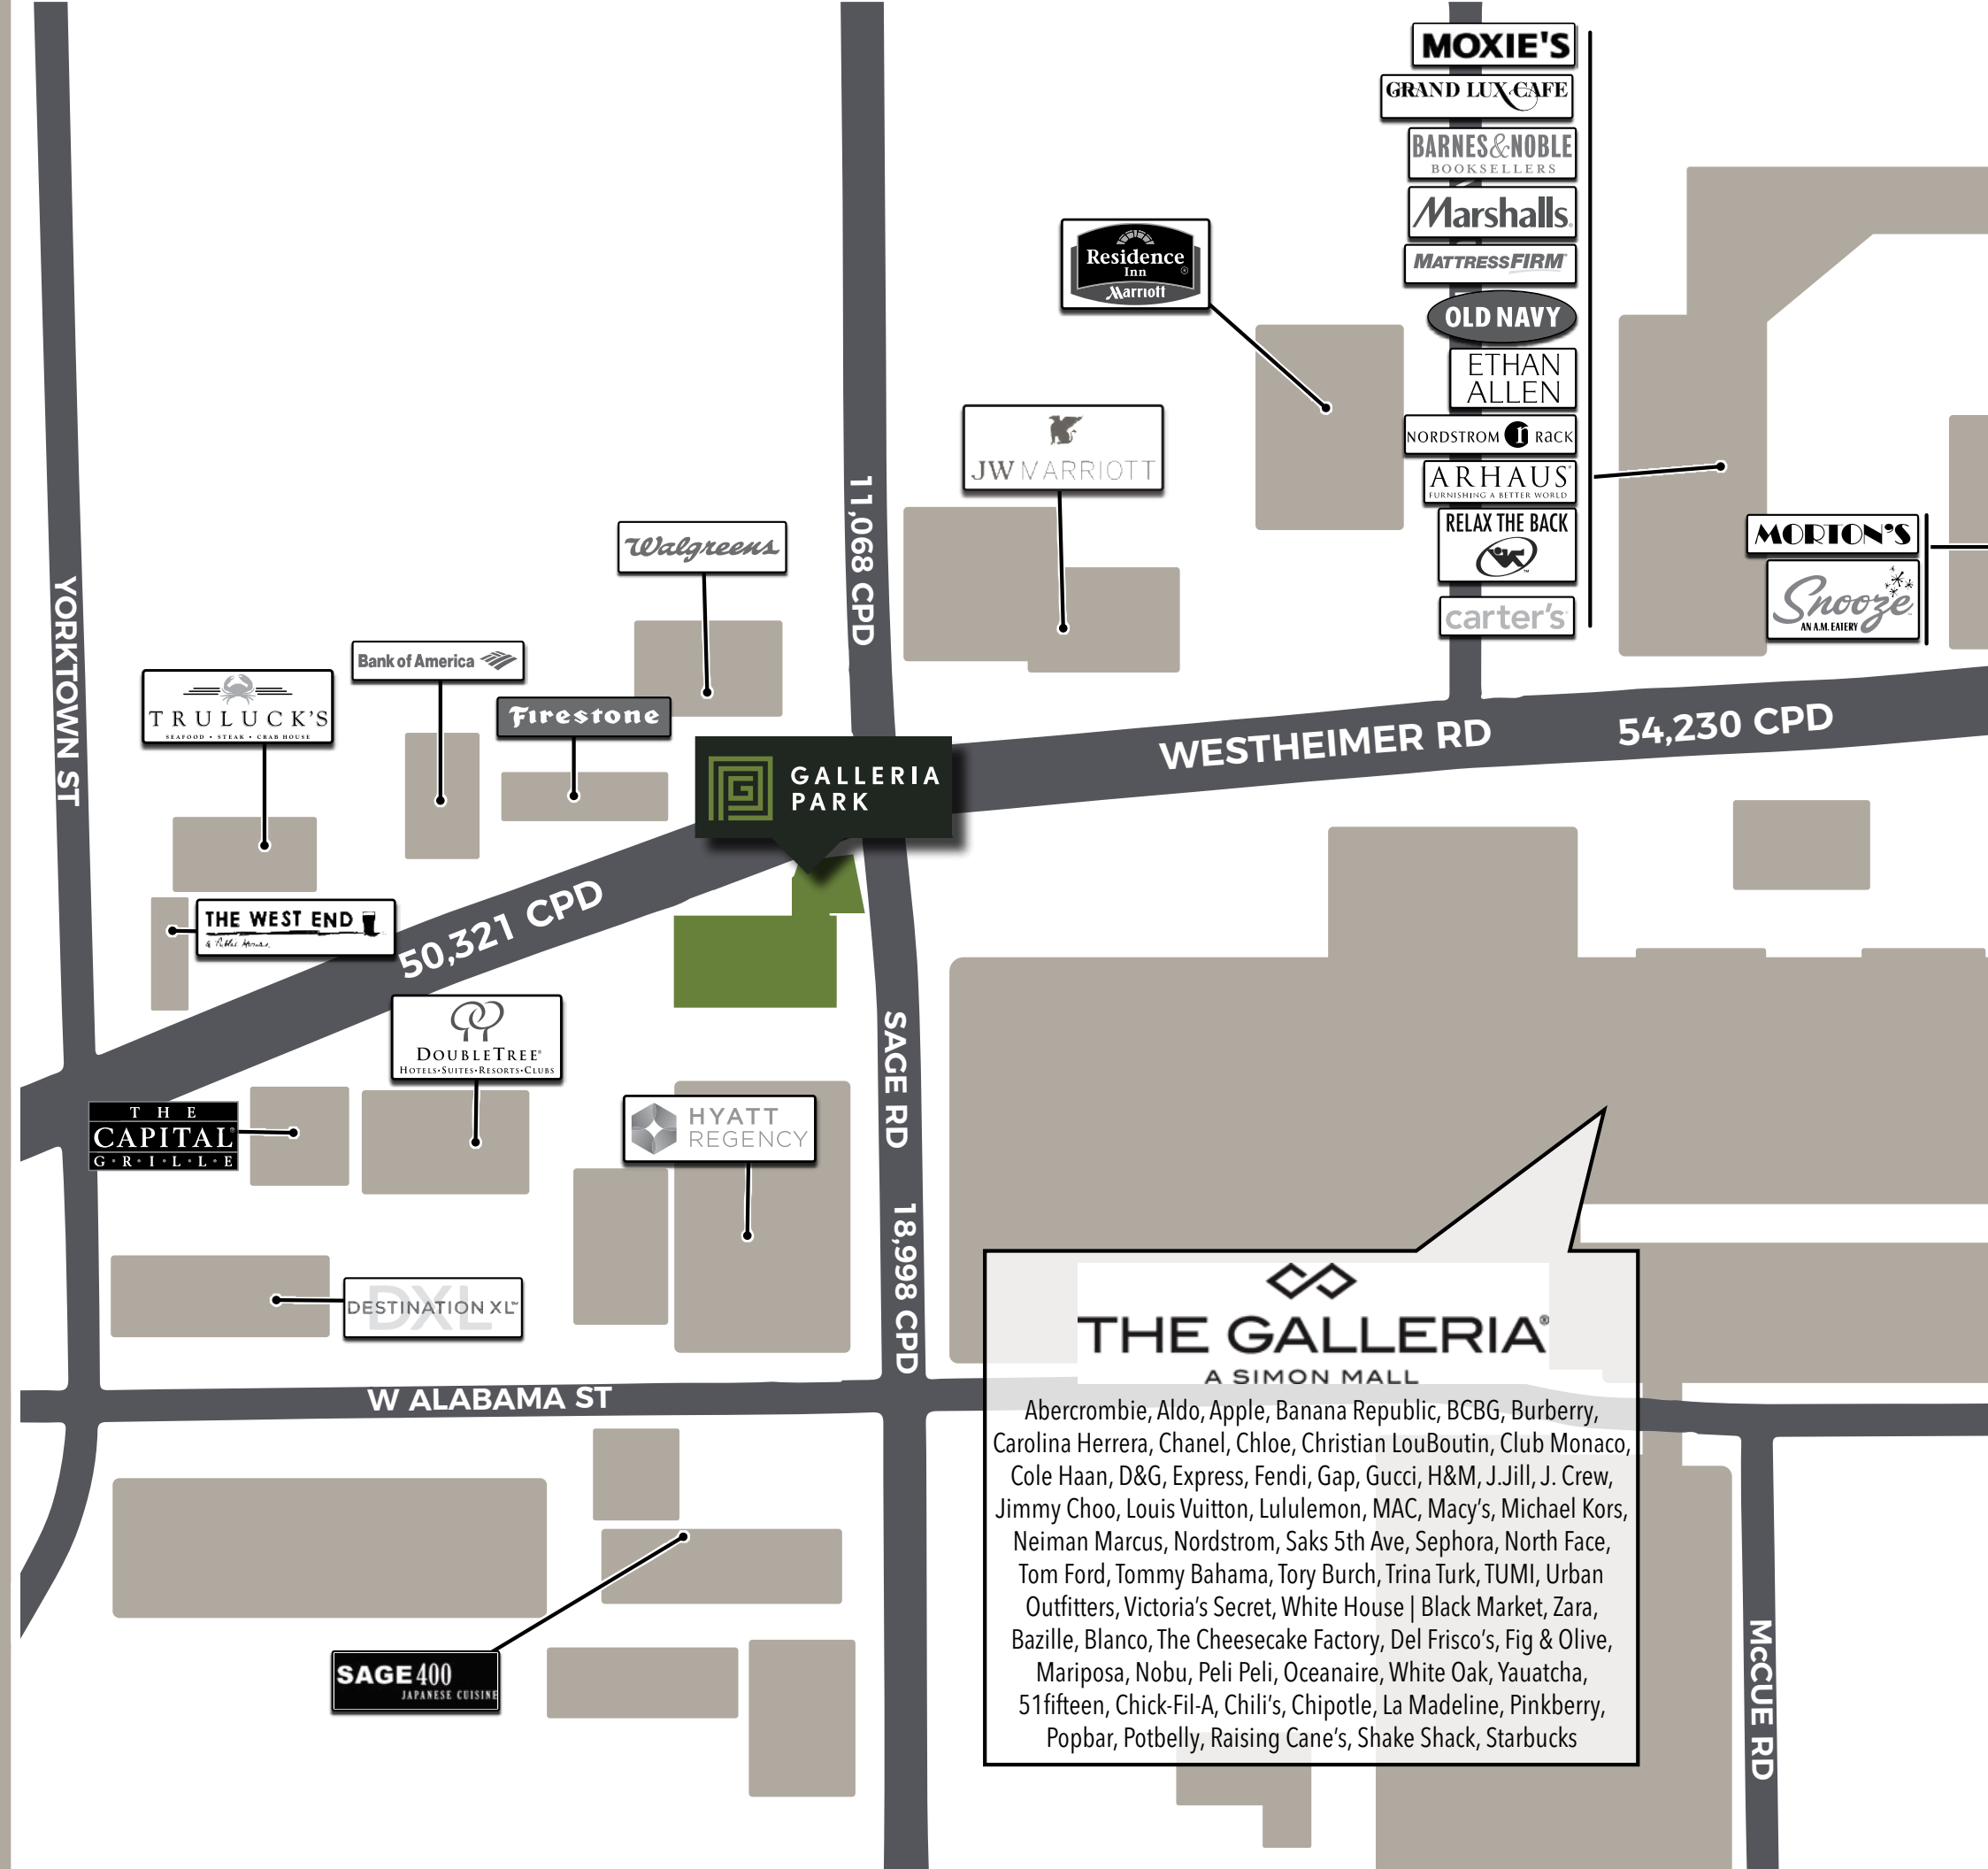 MOXIE'S
GRAND LUX CAFE
BARNES&NOBLE
BOOKSELLERS
Marshalls
MATTRESSFIRM
OLD NAVY
ETHAN
ALLEN
NORDSTROM r rack
ARHAUS
FURNISHING A BETTER WORLD
RELAX THE BACK
carter's
Residence
Inn
Marriott
JW MARRIOTT
MORTON'S
Snooze
AN A.M. EATERY
Walgreens
11,068 CPD
Bank of America
Firestone
TRULUCK'S
SEAFOOD • STEAK • CRAB HOUSE
YORKTOWN ST
GALLERIA
PARK
WESTHEIMER RD
54,230 CPD
THE WEST END
a Public House.
50,321 CPD
DOUBLETREE®
HOTELS•SUITES•RESORTS•CLUBS
THE
CAPITAL
G•R•I•L•L•E
HYATT
REGENCY
SAGE RD
18,998 CPD
DXL
DESTINATION XL™
W ALABAMA ST
SAGE 400
JAPANESE CUISINE
THE GALLERIA®
A SIMON MALL
Abercrombie, Aldo, Apple, Banana Republic, BCBG, Burberry,
Carolina Herrera, Chanel, Chloe, Christian LouBoutin, Club Monaco,
Cole Haan, D&G, Express, Fendi, Gap, Gucci, H&M, J.Jill, J. Crew,
Jimmy Choo, Louis Vuitton, Lululemon, MAC, Macy's, Michael Kors,
Neiman Marcus, Nordstrom, Saks 5th Ave, Sephora, North Face,
Tom Ford, Tommy Bahama, Tory Burch, Trina Turk, TUMI, Urban
Outfitters, Victoria's Secret, White House | Black Market, Zara,
Bazille, Blanco, The Cheesecake Factory, Del Frisco's, Fig & Olive,
Mariposa, Nobu, Peli Peli, Oceanaire, White Oak, Yauatcha,
51fifteen, Chick-Fil-A, Chili's, Chipotle, La Madeline, Pinkberry,
Popbar, Potbelly, Raising Cane's, Shake Shack, Starbucks
McCUE RD